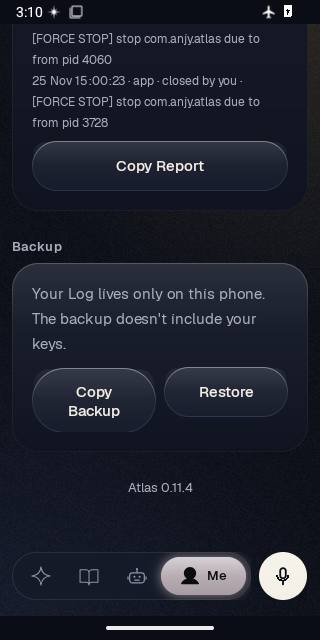 3:10
[FORCE STOP] stop com.anjy.atlas due to
from pid 4060
25 Nov 15:00:23 · app · closed by you ·
[FORCE STOP] stop com.anjy.atlas due to
from pid 3728
Copy Report
Backup
Your Log lives only on this phone.
The backup doesn't include your
keys.
Copy
Backup
Restore
Atlas 0.11.4
Me